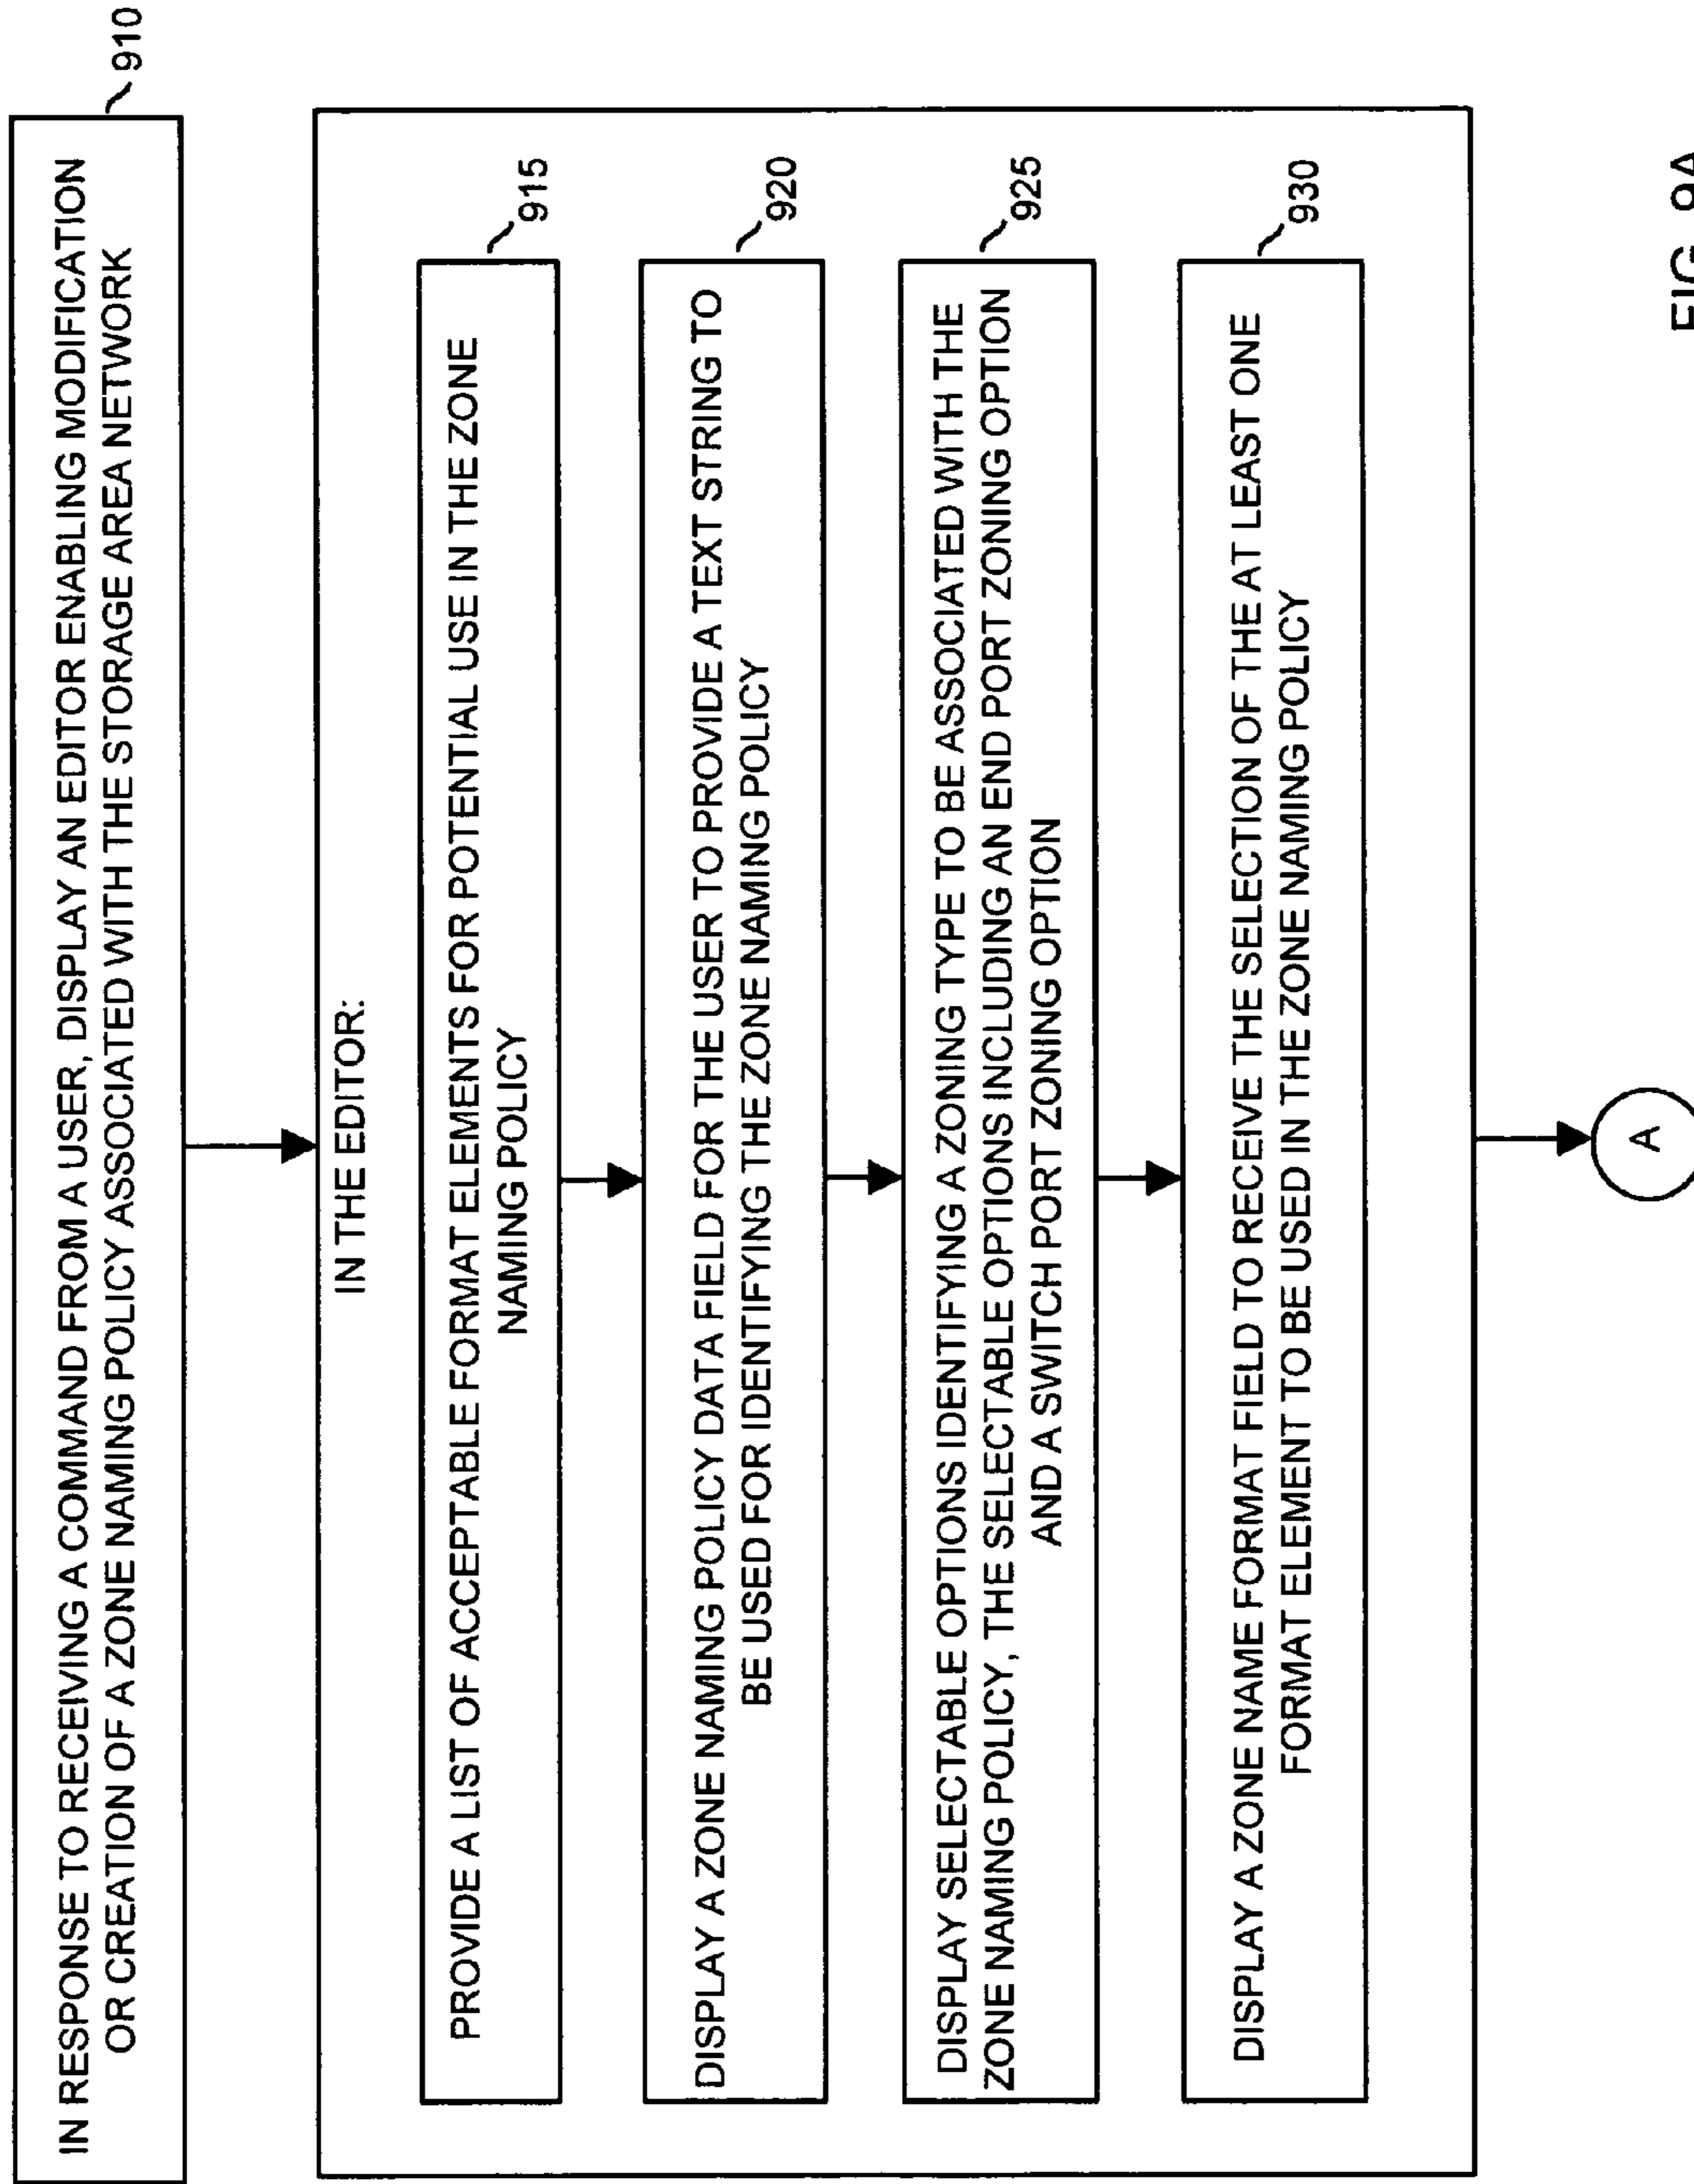 IN RESPONSE TO RECEIVING A COMMAND FROM A USER, DISPLAY AN EDITOR ENABLING MODIFICATION
OR CREATION OF A ZONE NAMING POLICY ASSOCIATED WITH THE STORAGE AREA NETWORK
910
IN THE EDITOR:
PROVIDE A LIST OF ACCEPTABLE FORMAT ELEMENTS FOR POTENTIAL USE IN THE ZONE
NAMING POLICY
915
DISPLAY A ZONE NAMING POLICY DATA FIELD FOR THE USER TO PROVIDE A TEXT STRING TO
BE USED FOR IDENTIFYING THE ZONE NAMING POLICY
920
DISPLAY SELECTABLE OPTIONS IDENTIFYING A ZONING TYPE TO BE ASSOCIATED WITH THE
ZONE NAMING POLICY, THE SELECTABLE OPTIONS INCLUDING AN END PORT ZONING OPTION
AND A SWITCH PORT ZONING OPTION
925
DISPLAY A ZONE NAME FORMAT FIELD TO RECEIVE THE SELECTION OF THE AT LEAST ONE
FORMAT ELEMENT TO BE USED IN THE ZONE NAMING POLICY
930
A
FIG. 9A